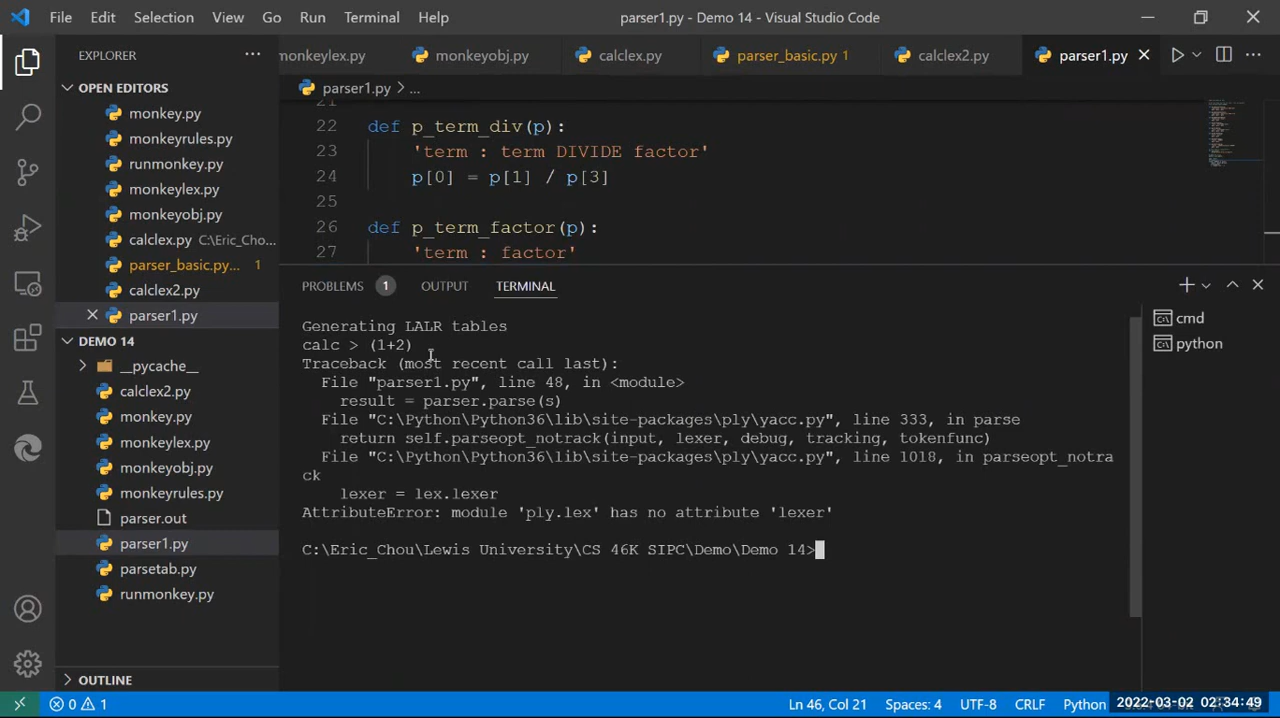 File Edit Selection View Go Run Terminal Help parser1.py - Demo 14 - Visual Studio Code
EXPLORER
OPEN EDITORS
monkey.py
monkeyrules.py
runmonkey.py
monkeylex.py
monkeyobj.py
calclex.py C:\Eric_Cho...
parser_basic.py... 1
calclex2.py
parser1.py
DEMO 14
__pycache__
calclex2.py
monkey.py
monkeylex.py
monkeyobj.py
monkeyrules.py
parser.out
parser1.py
parsetab.py
runmonkey.py
OUTLINE
monkeylex.py monkeyobj.py calclex.py parser_basic.py 1 calclex2.py parser1.py
parser1.py > ...
21
22 def p_term_div(p):
23 'term : term DIVIDE factor'
24 p[0] = p[1] / p[3]
25
26 def p_term_factor(p):
27 'term : factor'
PROBLEMS 1 OUTPUT TERMINAL
Generating LALR tables
calc > (1+2)
Traceback (most recent call last):
File "parser1.py", line 48, in <module>
result = parser.parse(s)
File "C:\Python\Python36\lib\site-packages\ply\yacc.py", line 333, in parse
return self.parseopt_notrack(input, lexer, debug, tracking, tokenfunc)
File "C:\Python\Python36\lib\site-packages\ply\yacc.py", line 1018, in parseopt_notra
ck
lexer = lex.lexer
AttributeError: module 'ply.lex' has no attribute 'lexer'
C:\Eric_Chou\Lewis University\CS 46K SIPC\Demo\Demo 14>
cmd
python
0 1 Ln 46, Col 21 Spaces: 4 UTF-8 CRLF Python 2022-03-02 02:34:49